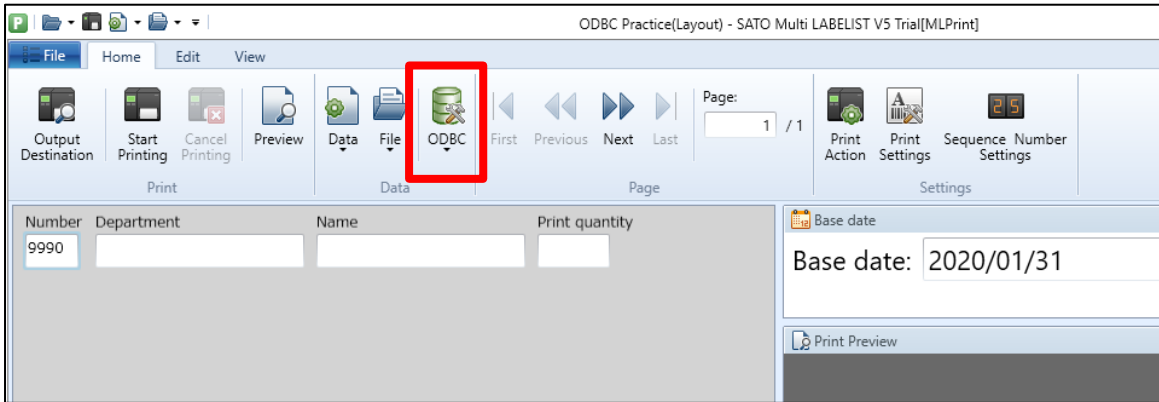 P
ODBC Practice(Layout) - SATO Multi LABELIST V5 Trial[MLPrint]
File Home Edit View
Output Destination
Start Printing
Cancel Printing
Preview
Data
File
ODBC
First
Previous
Next
Last
Page:
1 / 1
Print Action
Print Settings
Sequence Number Settings
Print
Data
Page
Settings
Number Department Name Print quantity
9990
Base date
Base date: 2020/01/31
Print Preview